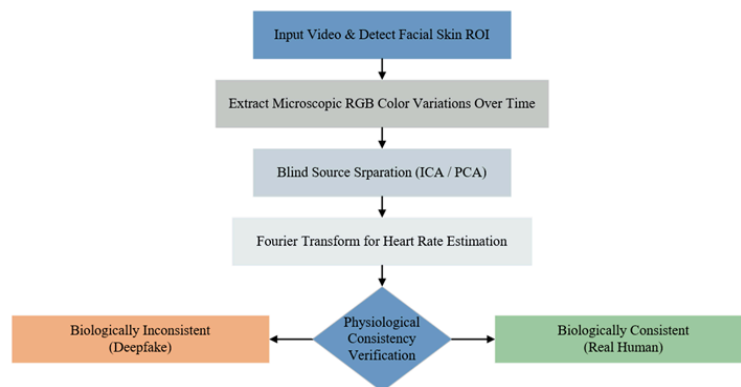 Input Video & Detect Facial Skin ROI
Extract Microscopic RGB Color Variations Over Time
Blind Source Srparation (ICA / PCA)
Fourier Transform for Heart Rate Estimation
Biologically Inconsistent
(Deepfake)
Physiological
Consistency
Verification
Biologically Consistent
(Real Human)